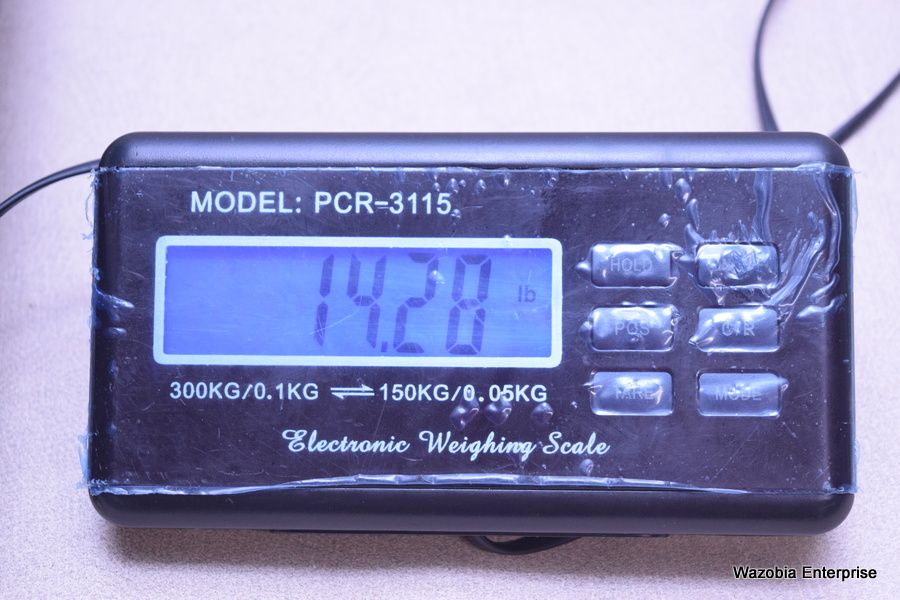 MODEL: PCR-3115
14.28 lb
HOLD
PCS
TARE MODE
300KG/0.1KG ⇌ 150KG/0.05KG
Electronic Weighing Scale
Wazobia Enterprise